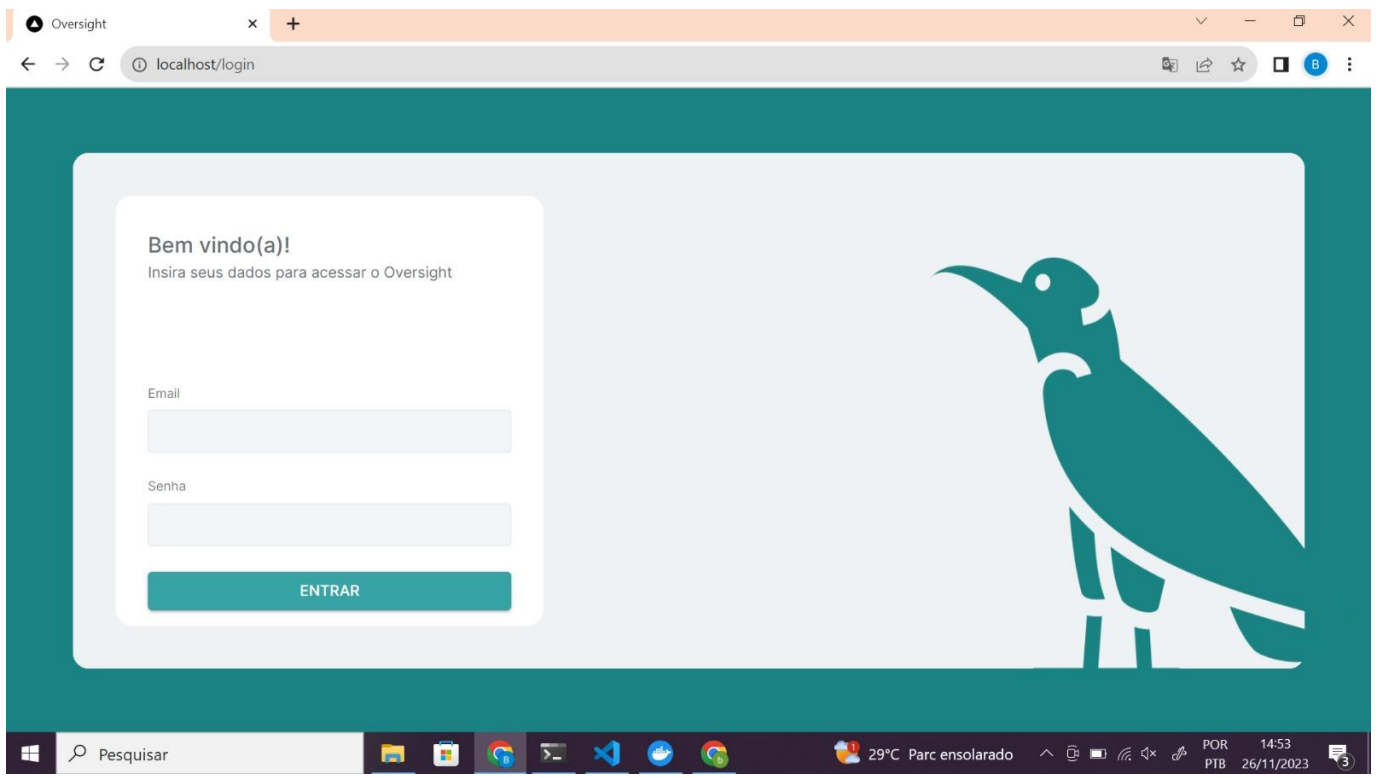 Oversight
localhost/login
B
Bem vindo(a)!
Insira seus dados para acessar o Oversight
Email
Senha
ENTRAR
Pesquisar
B
b
1
29°C Parc ensolarado
POR
PTB
14:53
26/11/2023
3